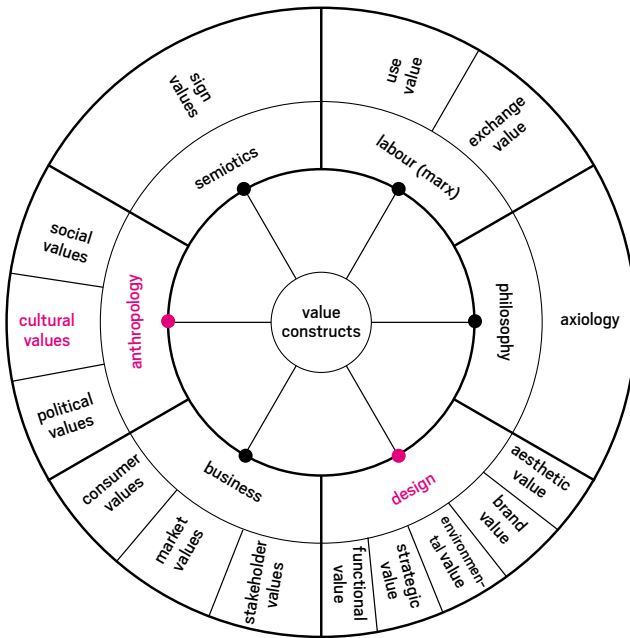 sign
values
use
value
exchange
value
semiotics
labour (marx)
social
values
cultural
values
political
values
anthropology
value
constructs
philosophy
axiology
consumer
values
market
values
stakeholder
values
business
design
functional
value
strategic
value
environmen-
tal value
brand
value
aesthetic
value